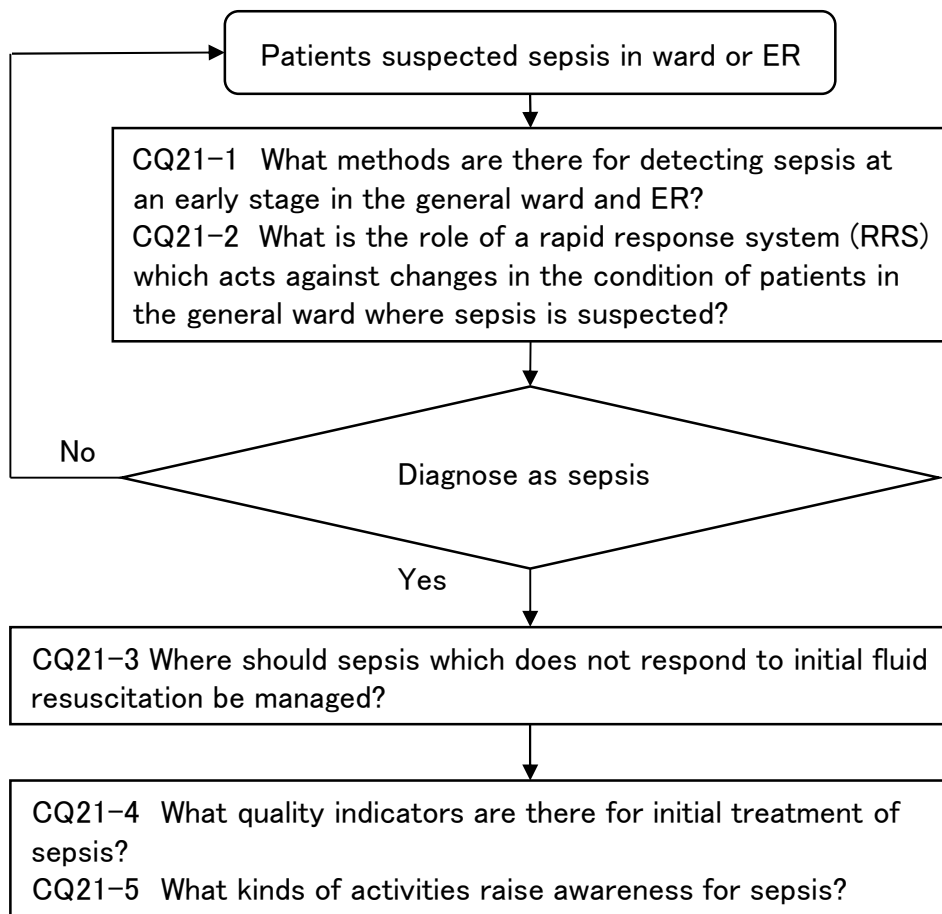 Patients suspected sepsis in ward or ER
CQ21-1 What methods are there for detecting sepsis at
an early stage in the general ward and ER?
CQ21-2 What is the role of a rapid response system (RRS)
which acts against changes in the condition of patients in
the general ward where sepsis is suspected?
No
Diagnose as sepsis
Yes
CQ21-3 Where should sepsis which does not respond to initial fluid
resuscitation be managed?
CQ21-4 What quality indicators are there for initial treatment of
sepsis?
CQ21-5 What kinds of activities raise awareness for sepsis?